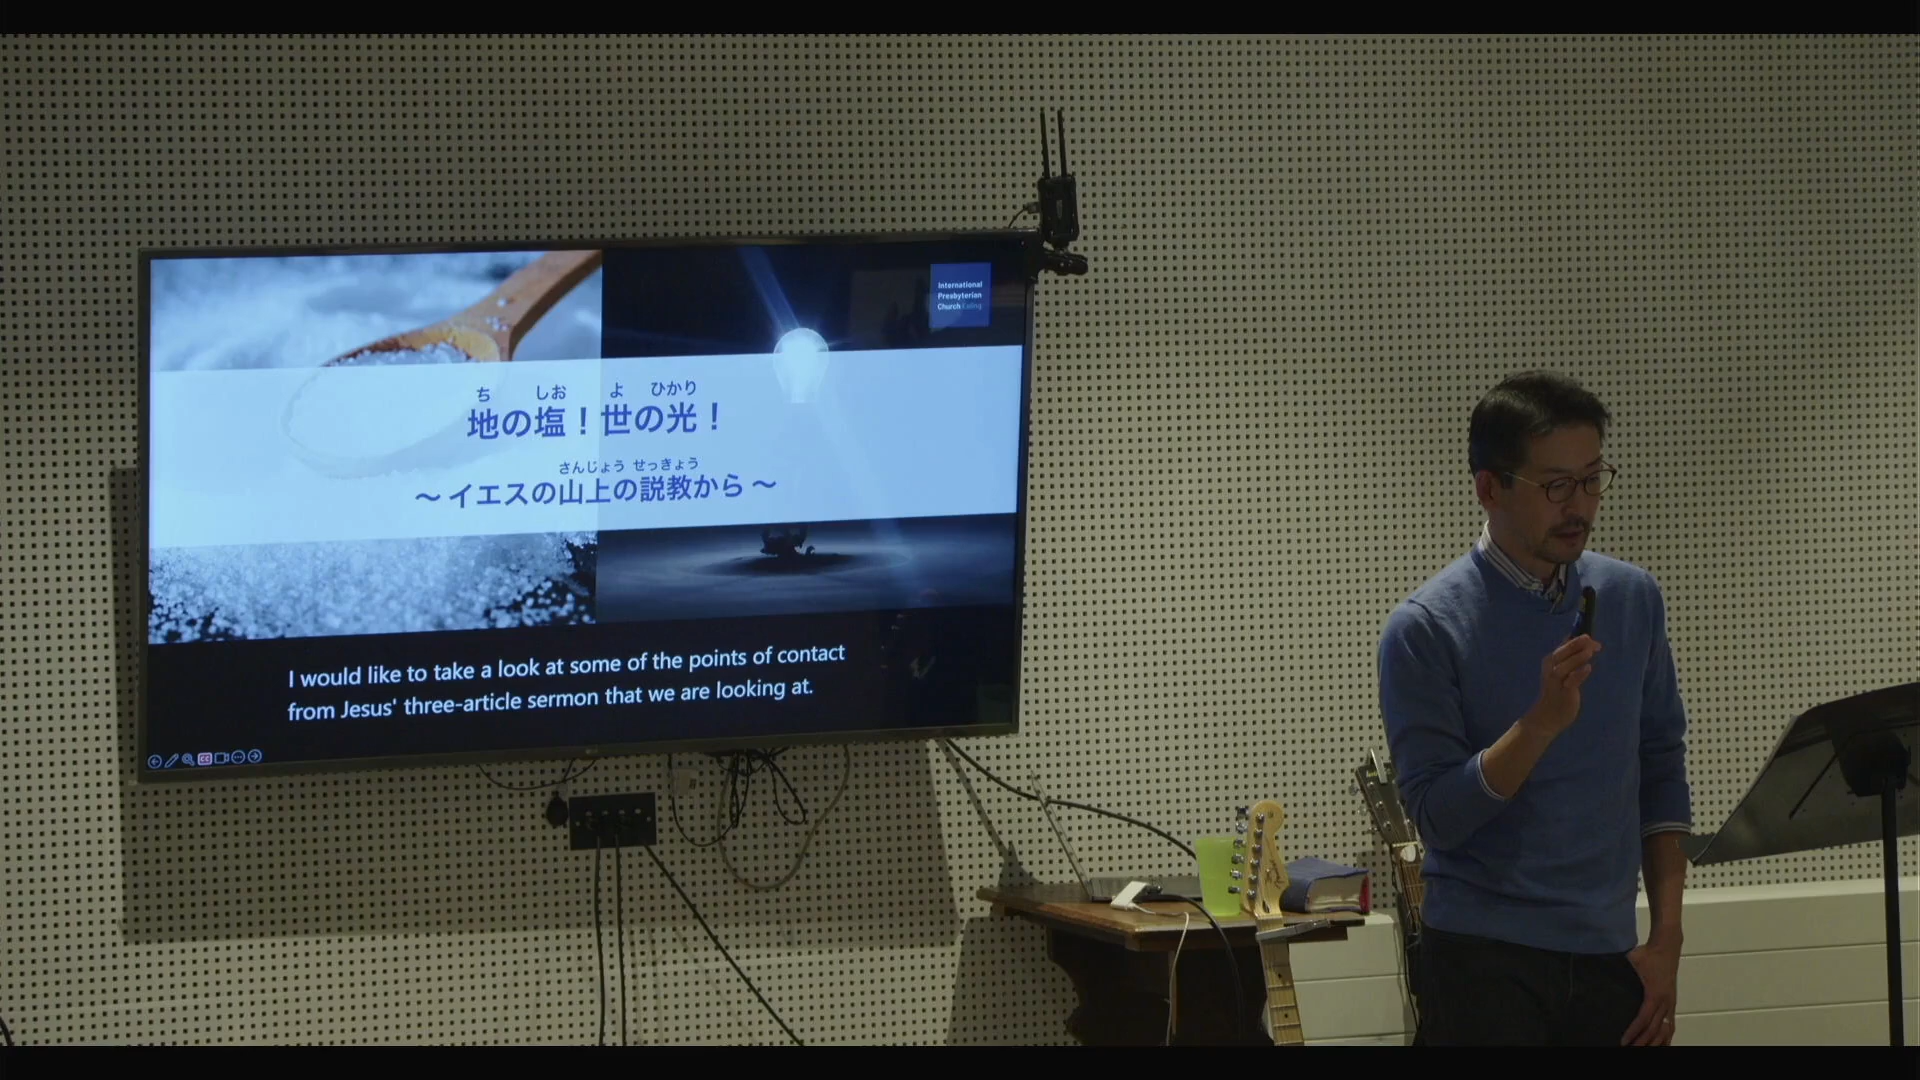 International
Presbyterian
Church Ealing
ち しお よ ひかり
地の塩！世の光！
さんじょう せっきょう
～イエスの山上の説教から～
I would like to take a look at some of the points of contact
from Jesus' three-article sermon that we are looking at.
CC
LG